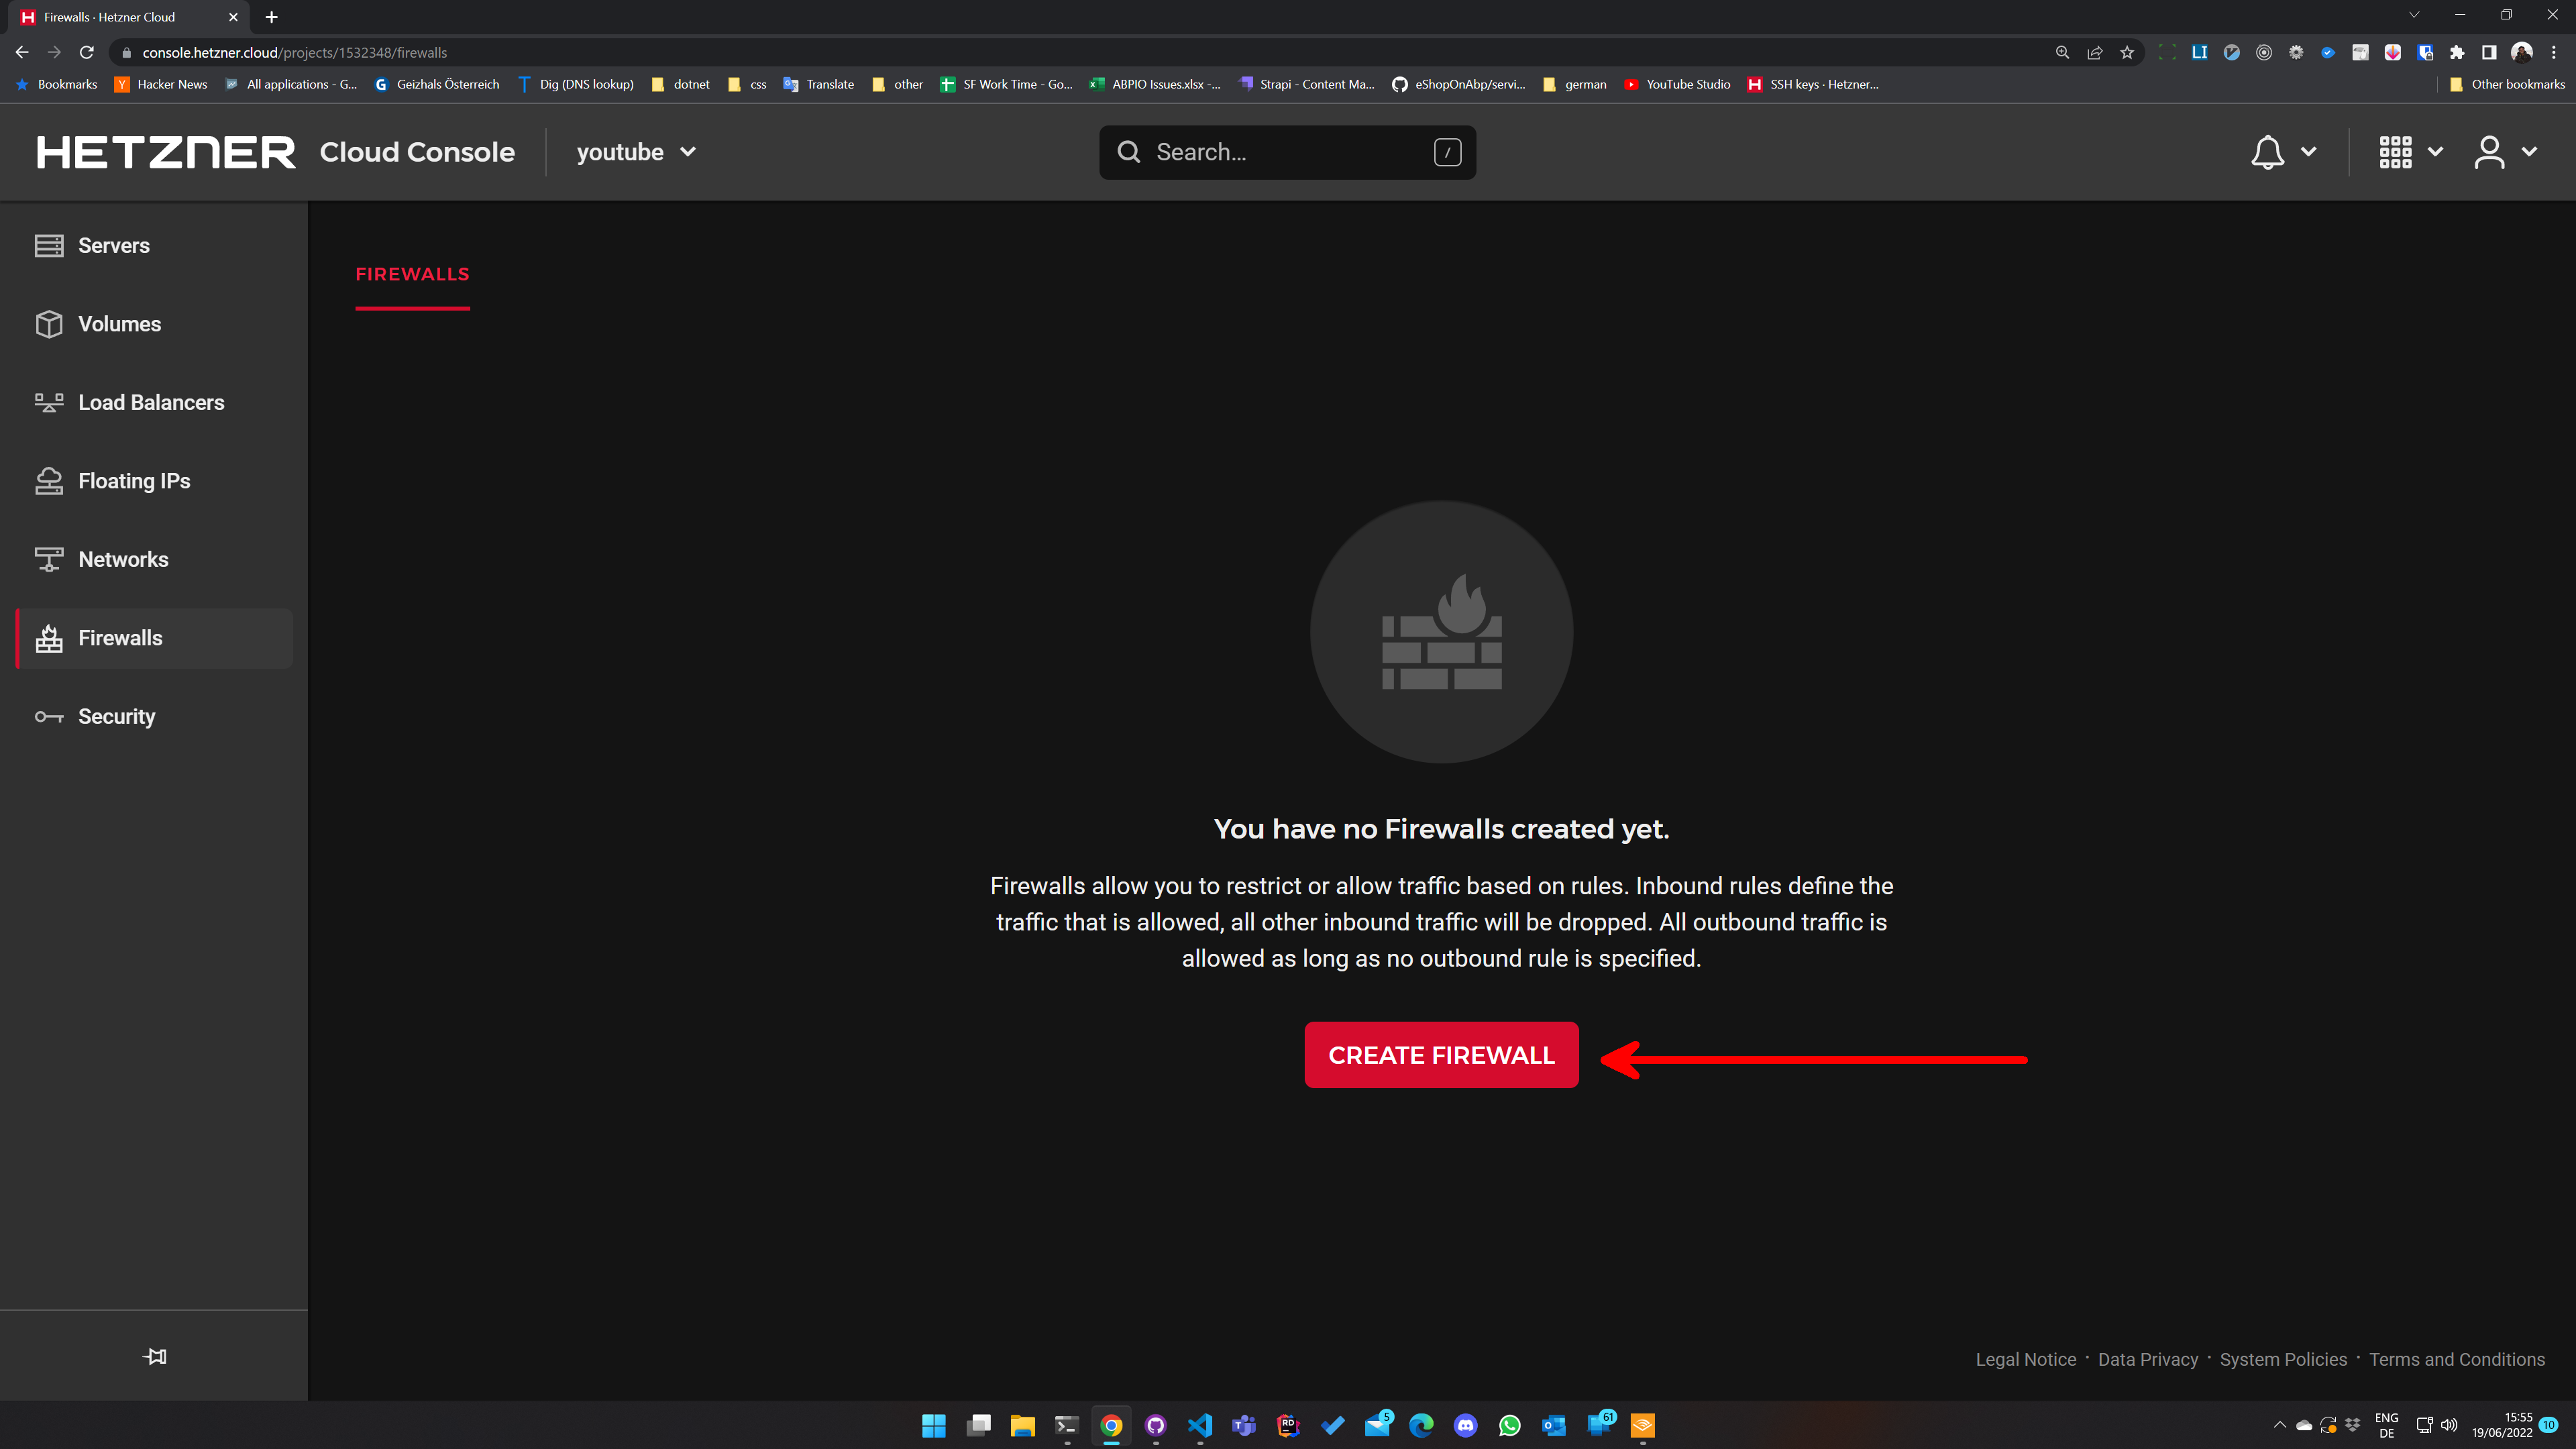 Firewalls · Hetzner Cloud
console.hetzner.cloud/projects/1532348/firewalls
Bookmarks
Hacker News
All applications - G...
Geizhals Österreich
Dig (DNS lookup)
dotnet
css
Translate
other
SF Work Time - Go...
ABPIO Issues.xlsx -...
Strapi - Content Ma...
eShopOnAbp/servi...
german
YouTube Studio
SSH keys · Hetzner...
Other bookmarks
HETZNER
Cloud Console
youtube
Search...
/
Servers
Volumes
Load Balancers
Floating IPs
Networks
Firewalls
Security
FIREWALLS
You have no Firewalls created yet.
Firewalls allow you to restrict or allow traffic based on rules. Inbound rules define the
traffic that is allowed, all other inbound traffic will be dropped. All outbound traffic is
allowed as long as no outbound rule is specified.
CREATE FIREWALL
Legal Notice · Data Privacy · System Policies · Terms and Conditions
5
61
ENG
DE
15:55
19/06/2022
10